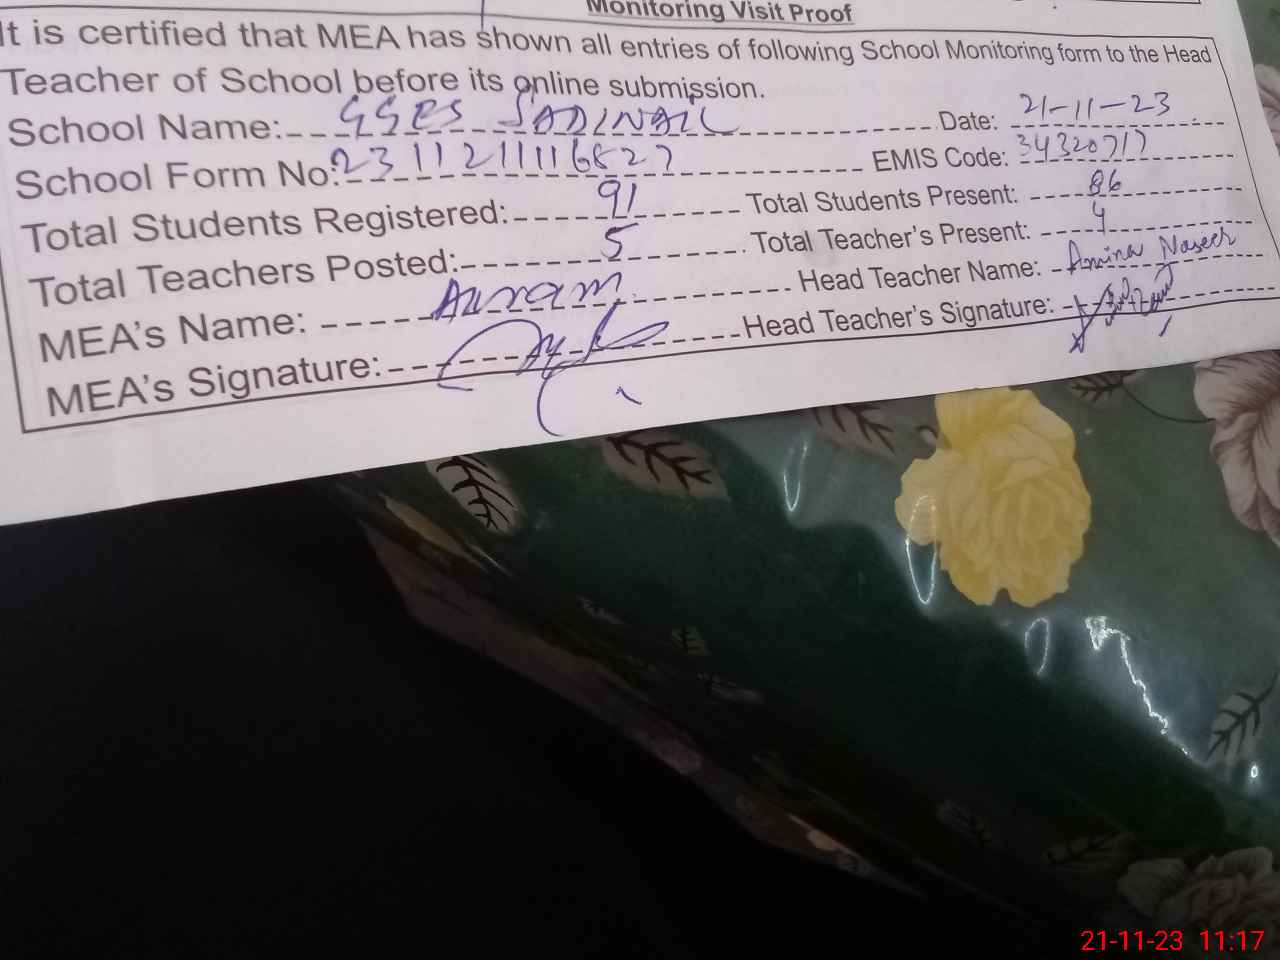 Monitoring Visit Proof
It is certified that MEA has shown all entries of following School Monitoring form to the Head
Teacher of School before its online submission.
School Name: GGES SADINAIL Date: 21-11-23
School Form No: 2311211116827 EMIS Code: 34320717
Total Students Registered: 91 Total Students Present: 86
Total Teachers Posted: 5 Total Teacher's Present: 4
MEA's Name: Head Teacher Name: Amina Naseer
MEA's Signature: Head Teacher's Signature:
21-11-23 11:17